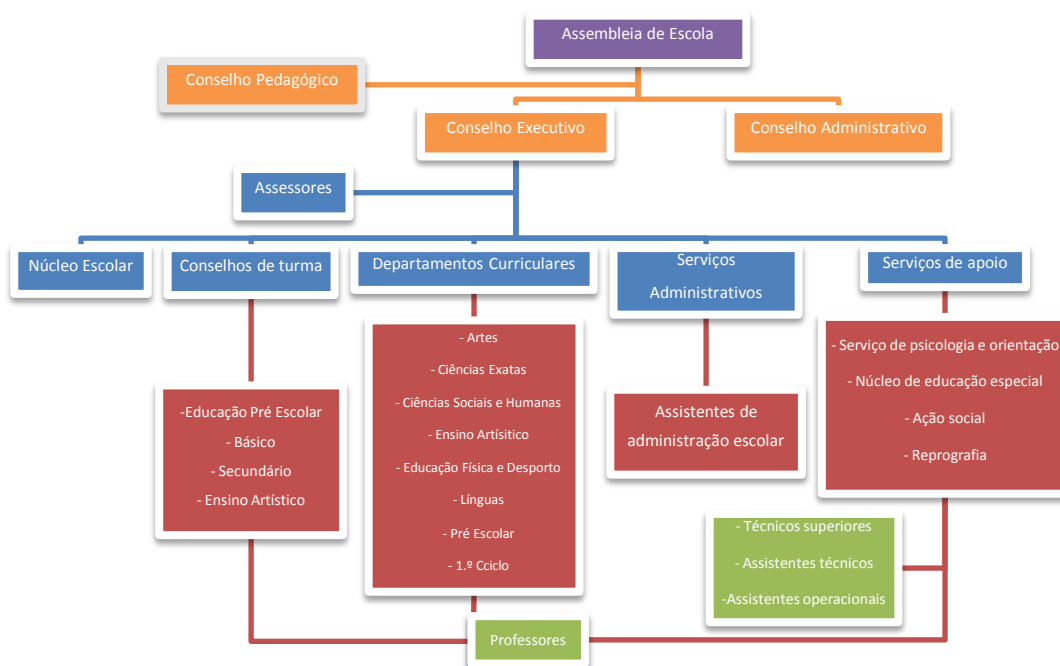 Assembleia de Escola
Conselho Pedagógico
Conselho Executivo
Conselho Administrativo
Assessores
Núcleo Escolar
Conselhos de turma
Departamentos Curriculares
Serviços
Administrativos
Serviços de apoio
-Educação Pré Escolar
- Básico
- Secundário
- Ensino Artístico
- Artes
- Ciências Exatas
- Ciências Sociais e Humanas
- Ensino Artísitico
- Educação Física e Desporto
- Línguas
- Pré Escolar
- 1.º Cciclo
Assistentes de
administração escolar
- Serviço de psicologia e orientação
- Núcleo de educação especial
- Ação social
- Reprografia
- Técnicos superiores
- Assistentes técnicos
-Assistentes operacionais
Professores